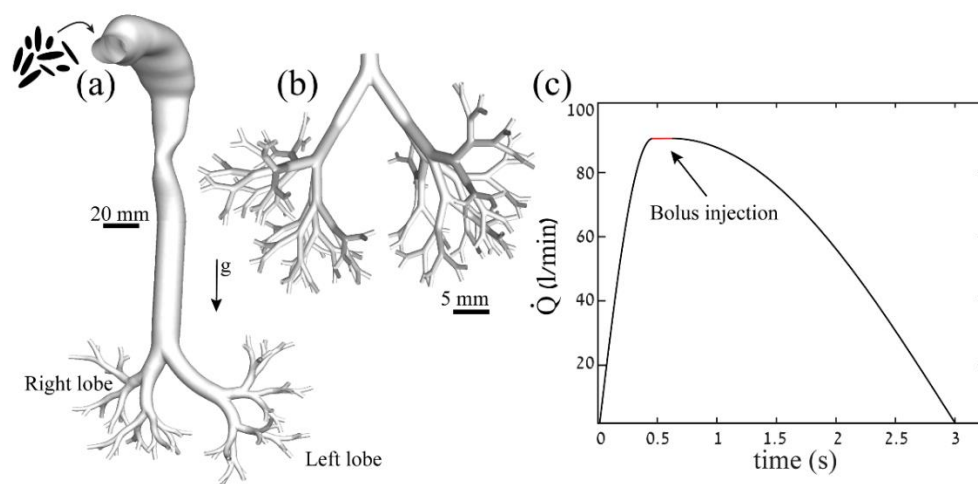 (a)
20 mm
g
Right lobe
Left lobe
(b)
5 mm
(c)
100
80
60
40
20
Q̇ (l/min)
Bolus injection
0 0.5 1 1.5 2 2.5 3
time (s)